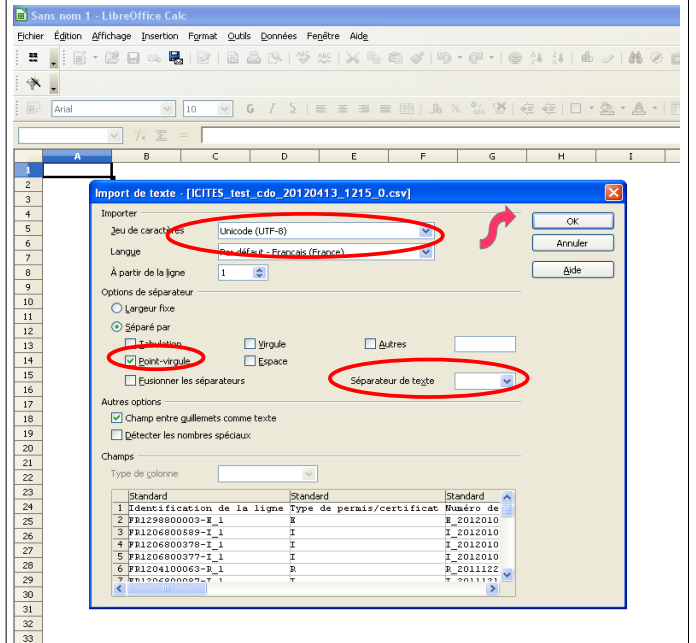 Sans nom 1 - LibreOffice Calc
Fichier Édition Affichage Insertion Format Outils Données Fenêtre Aide
Arial 10 G I S
A B C D E F G H I
1
2
3
4
5
6
7
8
9
10
11
12
13
14
15
16
17
18
19
20
21
22
23
24
25
26
27
28
29
30
31
32
33
Import de texte - [ICITES_test_cdo_20120413_1215_0.csv]
Importer
Jeu de caractères Unicode (UTF-8)
Langue Par défaut - Français (France)
À partir de la ligne 1
OK
Annuler
Aide
Options de séparateur
Largeur fixe
Séparé par
Tabulation Virgule Autres
Point-virgule Espace
Fusionner les séparateurs Séparateur de texte
Autres options
Champ entre guillemets comme texte
Détecter les nombres spéciaux
Champs
Type de colonne
Standard Standard Standard
1 Identification de la ligne Type de permis/certificat Numéro de
2 FR1298800003-E_1 E E_2012010
3 FR1206800589-I_1 I I_2012010
4 FR1206800378-I_1 I I_2012010
5 FR1206800377-I_1 I I_2012010
6 FR1204100063-R_1 R R_2011122
7 FR1206800087-I_1 I I_2011121